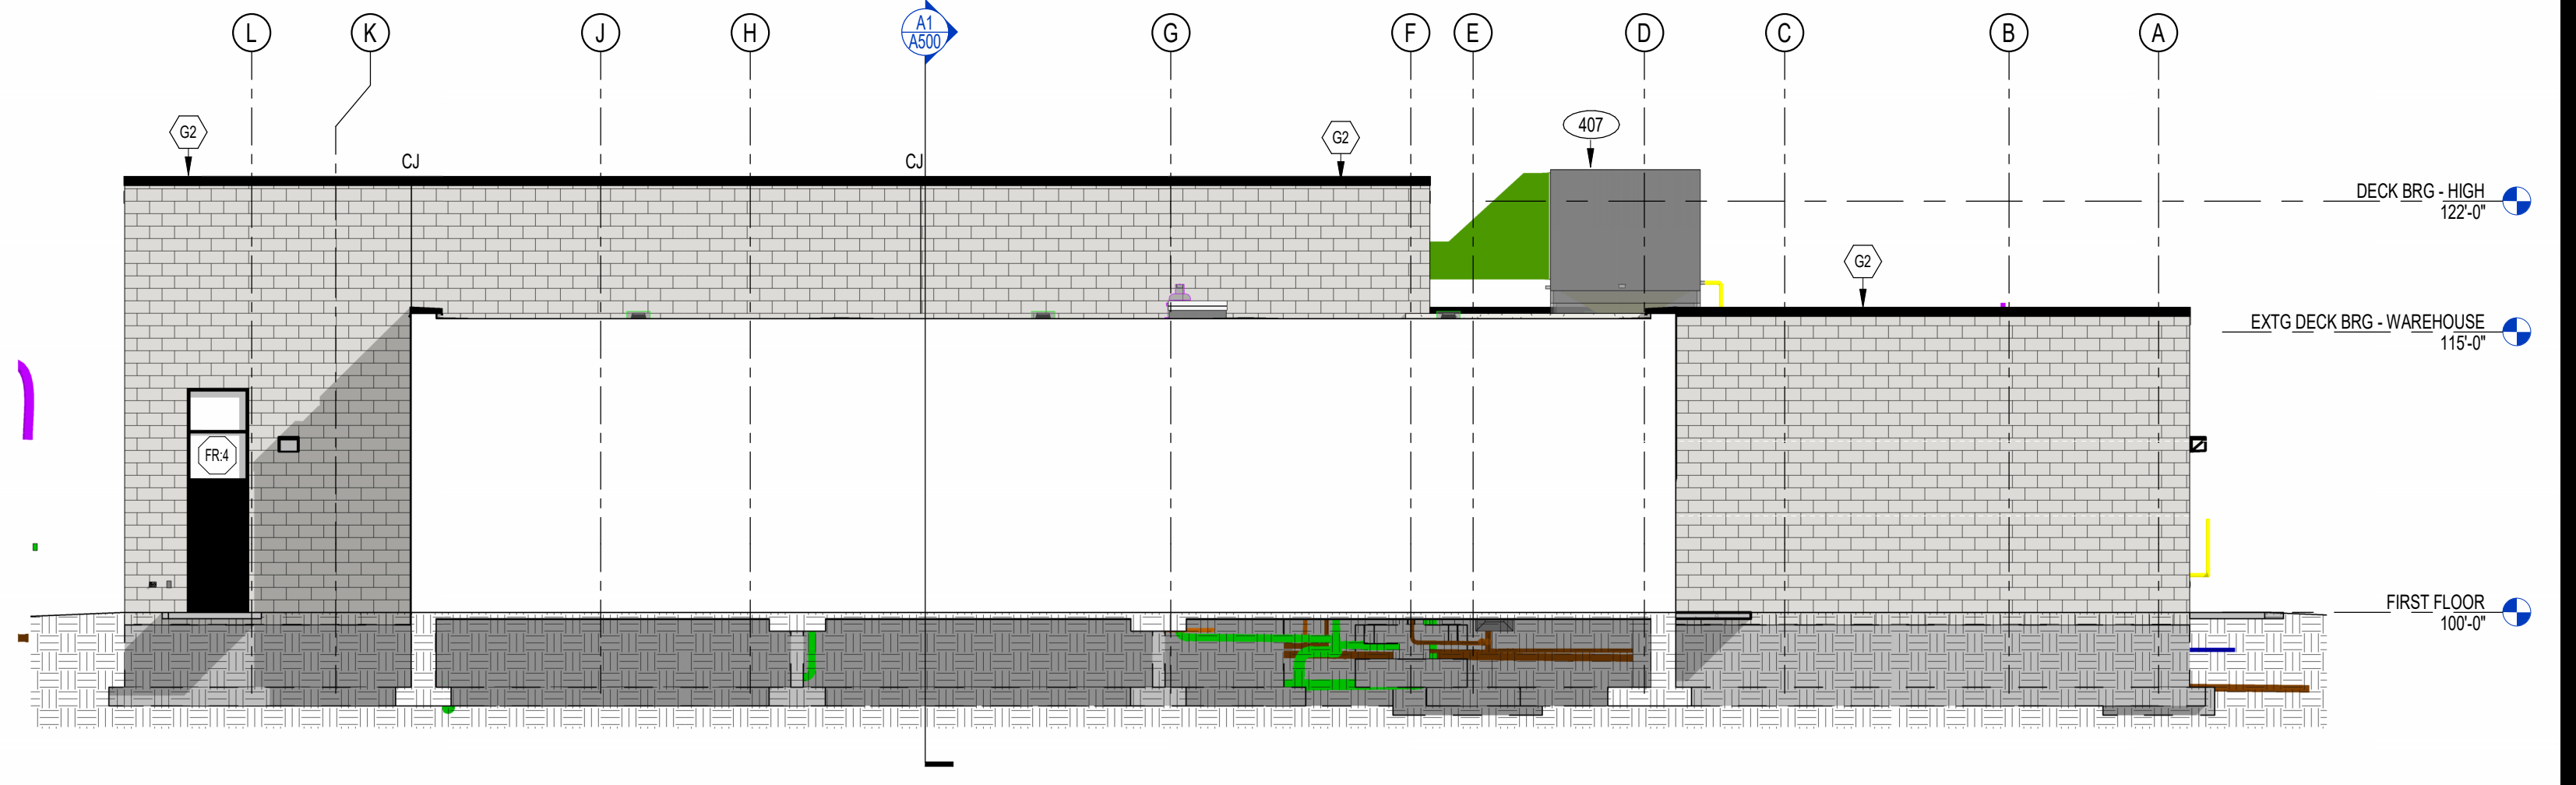 L
K
J
H
A1
A500
G
F
E
D
C
B
A
G2
G2
407
CJ
CJ
DECK BRG - HIGH
122'-0"
G2
EXTG DECK BRG - WAREHOUSE
115'-0"
FR:4
FIRST FLOOR
100'-0"